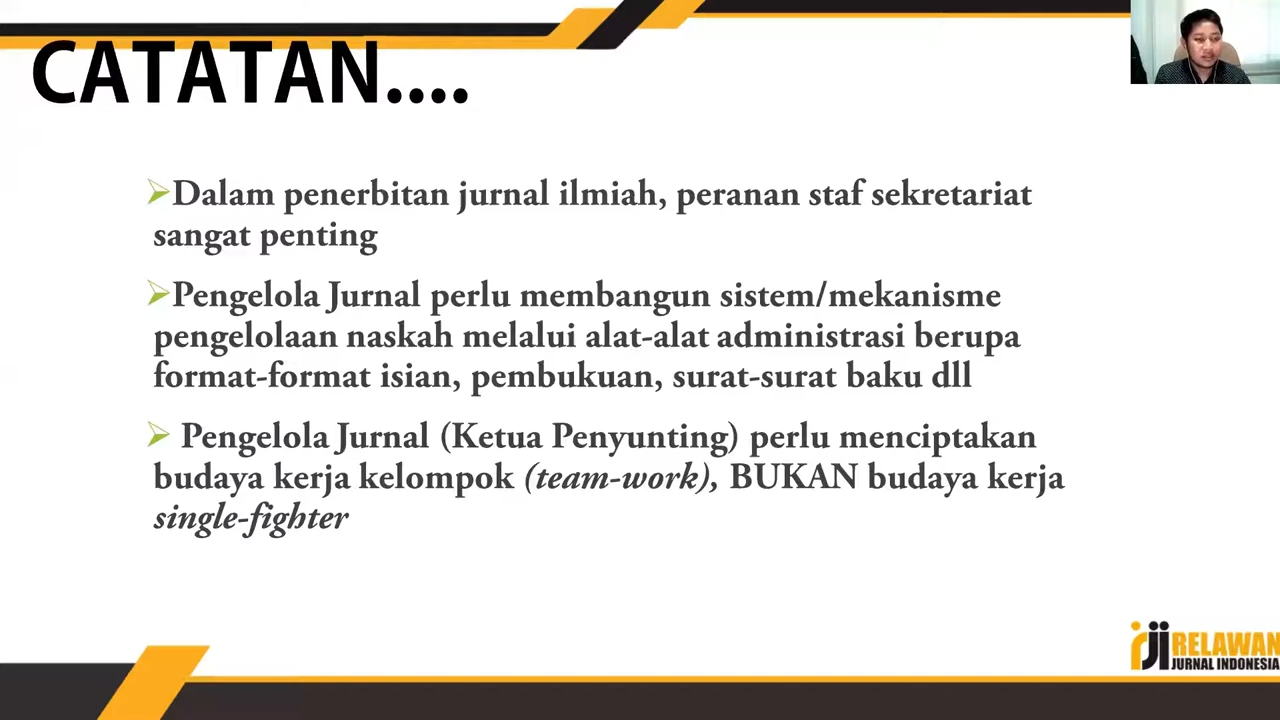 CATATAN....
➢Dalam penerbitan jurnal ilmiah, peranan staf sekretariat
sangat penting
➢Pengelola Jurnal perlu membangun sistem/mekanisme
pengelolaan naskah melalui alat-alat administrasi berupa
format-format isian, pembukuan, surat-surat baku dll
➢ Pengelola Jurnal (Ketua Penyunting) perlu menciptakan
budaya kerja kelompok (team-work), BUKAN budaya kerja
single-fighter
rji RELAWAN
JURNAL INDONESIA